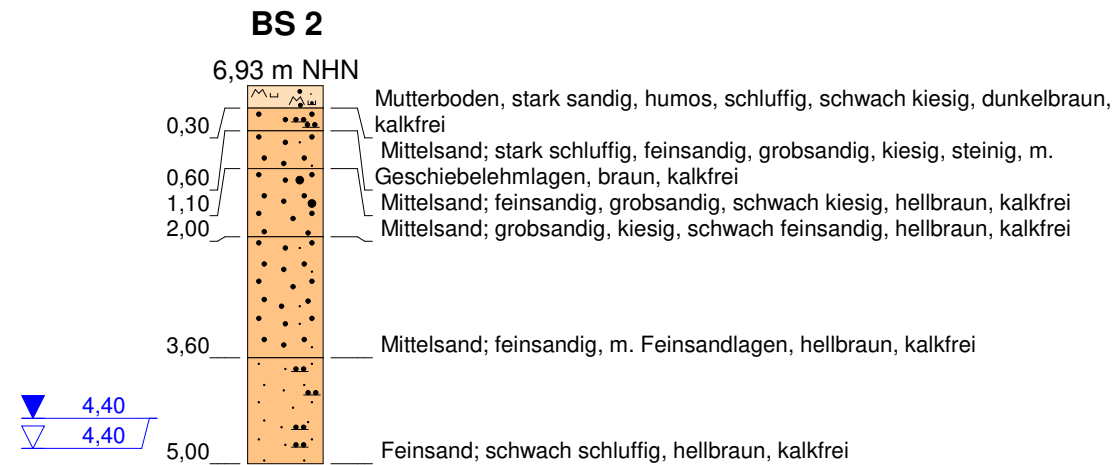 BS 2
6,93 m NHN
Mutterboden, stark sandig, humos, schluffig, schwach kiesig, dunkelbraun,
0,30 kalkfrei
Mittelsand; stark schluffig, feinsandig, grobsandig, kiesig, steinig, m.
0,60 Geschiebelehmlagen, braun, kalkfrei
1,10 Mittelsand; feinsandig, grobsandig, schwach kiesig, hellbraun, kalkfrei
2,00 Mittelsand; grobsandig, kiesig, schwach feinsandig, hellbraun, kalkfrei
3,60 Mittelsand; feinsandig, m. Feinsandlagen, hellbraun, kalkfrei
4,40
4,40
5,00 Feinsand; schwach schluffig, hellbraun, kalkfrei